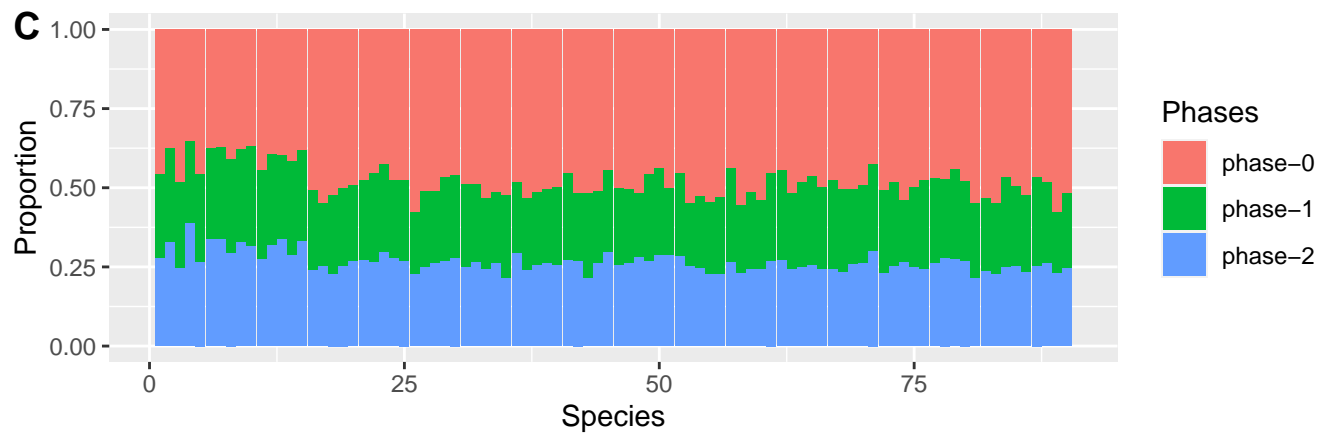 C
1.00
0.75
0.50
0.25
0.00
Proportion
0
25
50
75
Species
Phases
phase-0
phase-1
phase-2